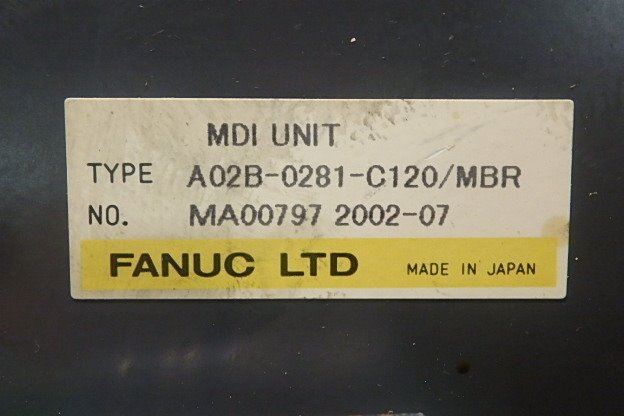 MDI UNIT
TYPE A02B-0281-C120/MBR
NO. MA00797 2002-07
FANUC LTD MADE IN JAPAN